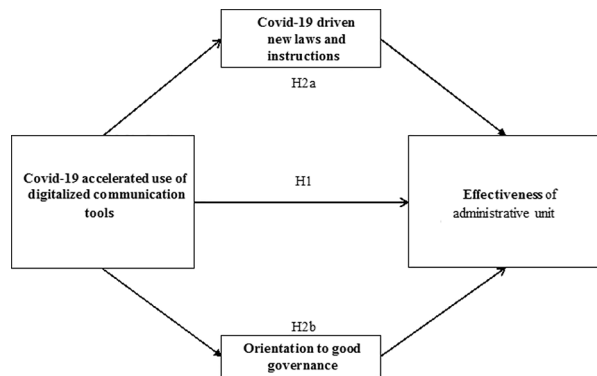 Covid-19 driven
new laws and
instructions
H2a
Covid-19 accelerated use of
digitalized communication
tools
H1
Effectiveness of
administrative unit
H2b
Orientation to good
governance